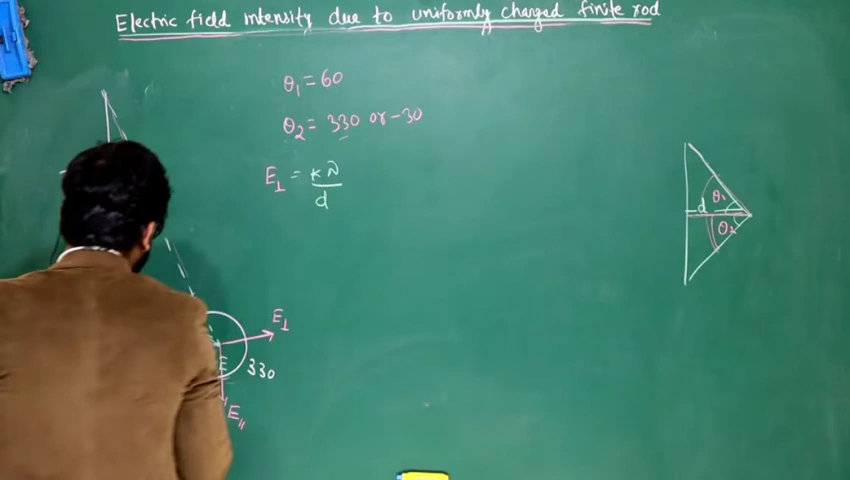 Electric field intensity due to uniformly charged finite rod
θ₁ = 60
θ₂ = 330 or -30
E⊥ = kλ / d
θ₁
d
θ₂
E⊥
330
E∥